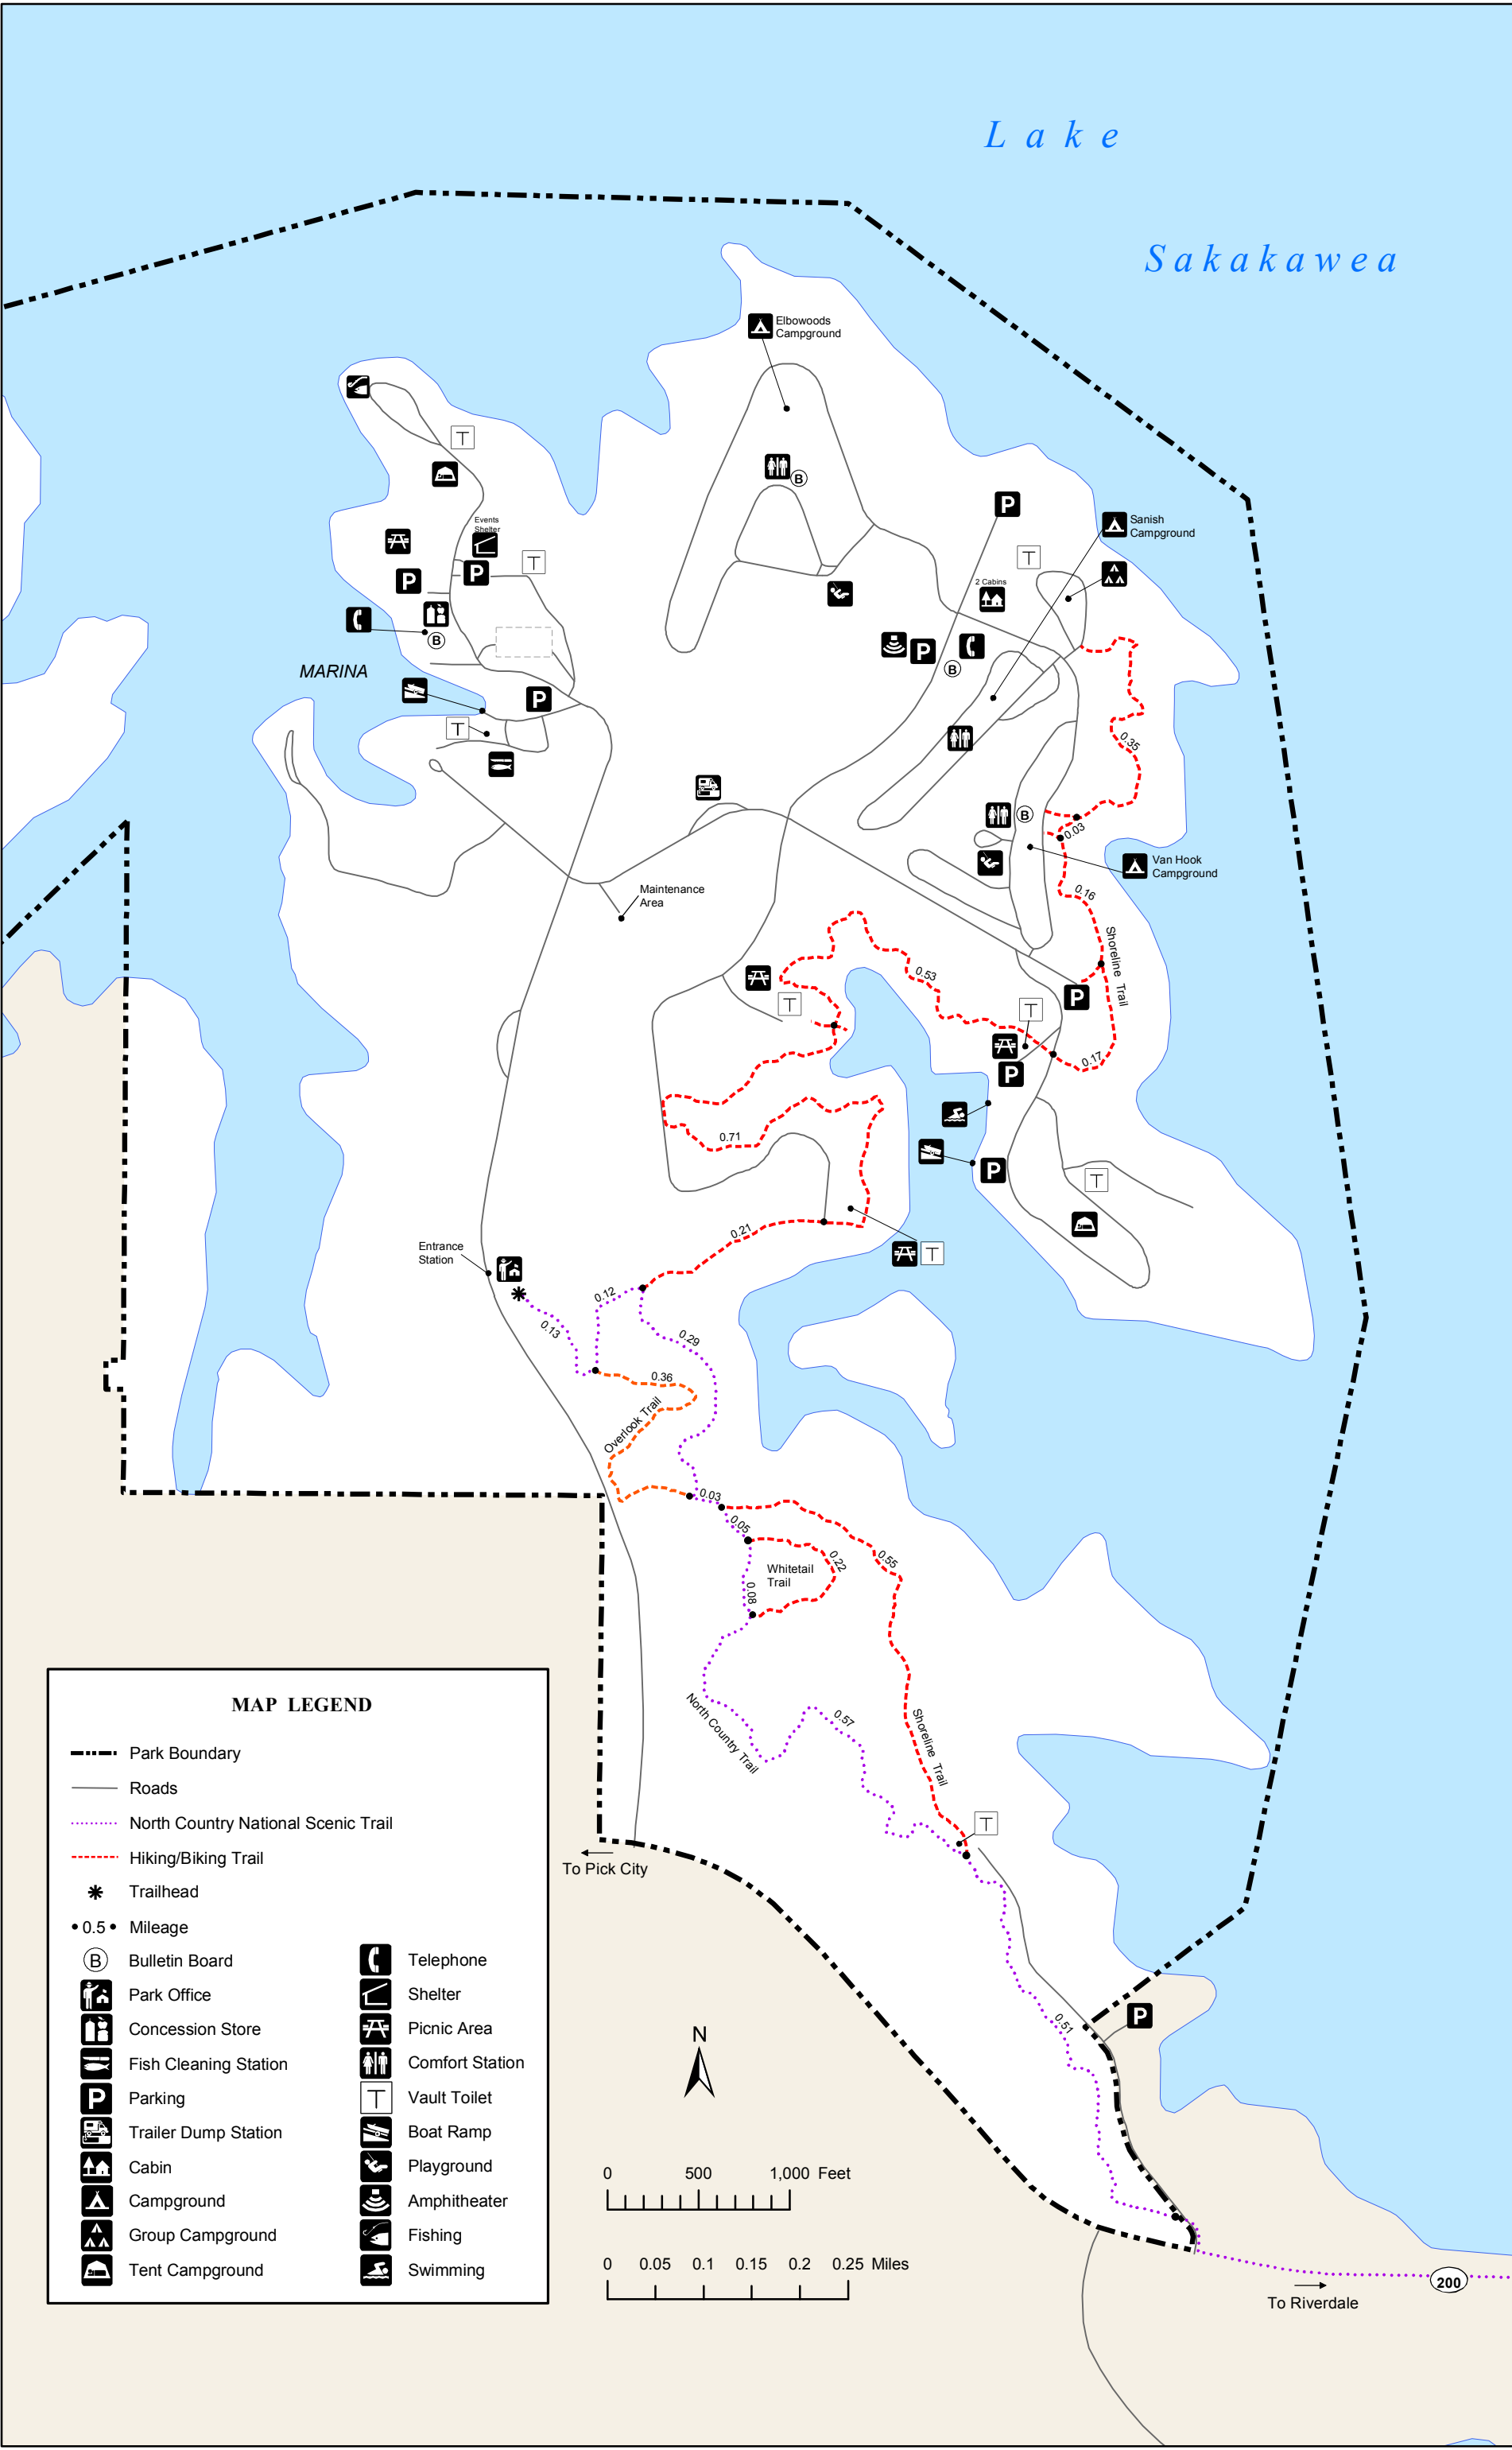 Lake
Sakakawea
Elbowoods
Campground
T
Events
Shelter
B
P
Sanish
Campground
T
T
P
P
2 Cabins
B
P
B
MARINA
P
T
0.35
B
0.03
Van Hook
Campground
Maintenance
Area
0.16
Shoreline Trail
0.53
T
P
T
P
0.17
0.71
P
T
0.21
T
Entrance
Station
0.12
0.13
0.29
0.36
Overlook Trail
0.03
0.05
0.55
0.22
Whitetail
Trail
0.08
North Country Trail
0.57
Shoreline Trail
T
To Pick City
0.51
P
MAP LEGEND
Park Boundary
Roads
North Country National Scenic Trail
Hiking/Biking Trail
Trailhead
0.5 Mileage
B Bulletin Board
Park Office
Concession Store
Fish Cleaning Station
P Parking
Trailer Dump Station
Cabin
Campground
Group Campground
Tent Campground
Telephone
Shelter
Picnic Area
Comfort Station
T Vault Toilet
Boat Ramp
Playground
Amphitheater
Fishing
Swimming
N
0 500 1,000 Feet
0 0.05 0.1 0.15 0.2 0.25 Miles
200
To Riverdale